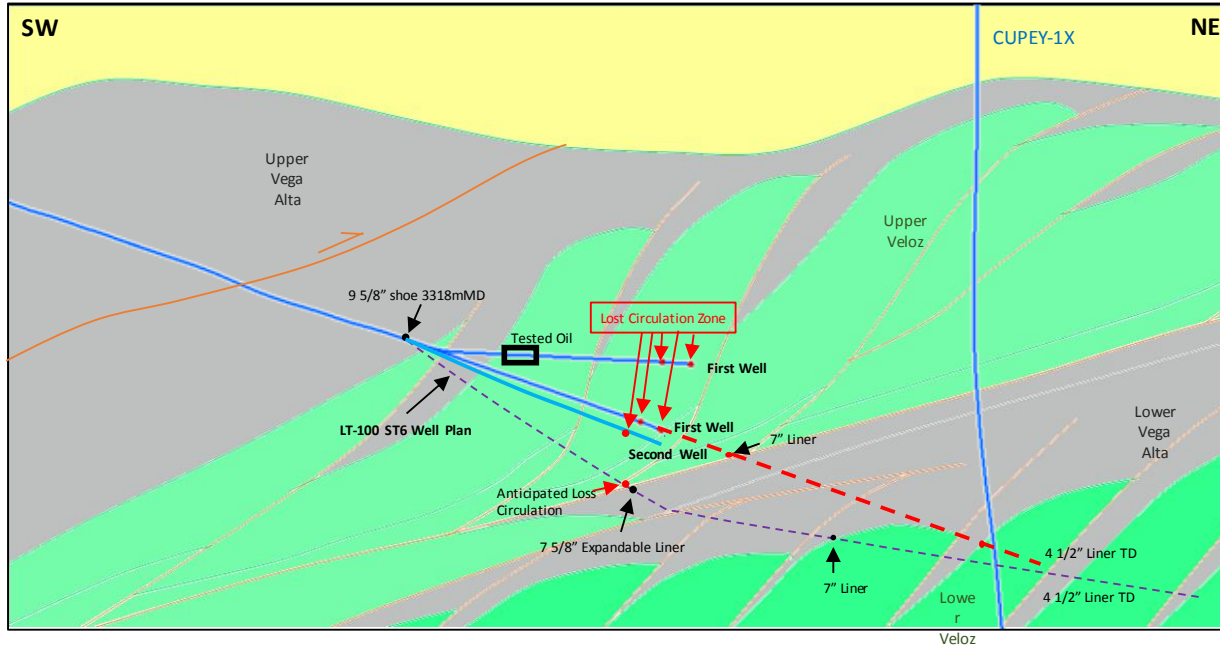 SW
NE
CUPEY-1X
Upper
Vega
Alta
Upper
Veloz
9 5/8” shoe 3318mMD
Lost Circulation Zone
Tested Oil
First Well
LT-100 ST6 Well Plan
First Well
Second Well
7” Liner
Lower
Vega
Alta
Anticipated Loss
Circulation
7 5/8” Expandable Liner
7” Liner
4 1/2” Liner TD
4 1/2” Liner TD
Lowe
r
Veloz